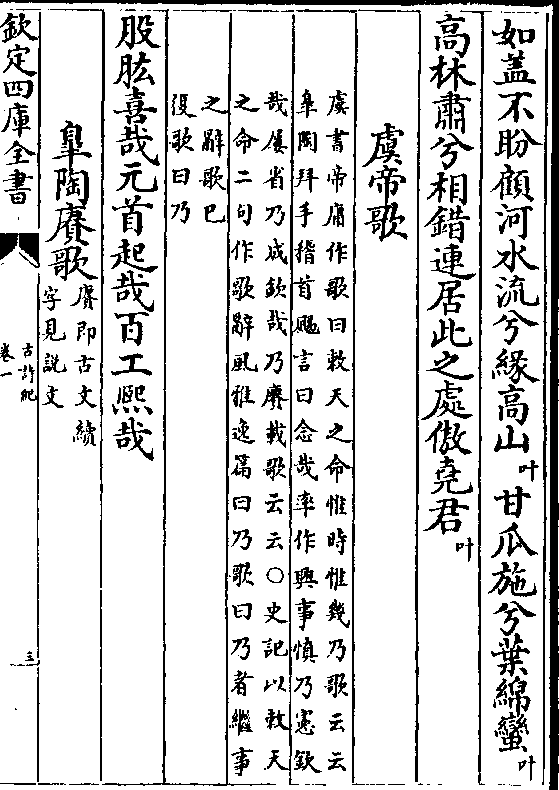 如盖不盼顧河水流兮緣高山叶甘瓜施兮葉綿蠻叶
高林肅兮相錯連居此之處傲堯君叶
虞帝歌
虞書帝庸作歌曰敕天之命惟時惟幾乃歌云云
臯陶拜手稽首颺言曰念哉率作興事慎乃憲欽
哉屢省乃成欽哉乃賡載歌云云○史記以敕天
之命二句作歌辭風雅逸篇曰乃歌曰乃者繼事
之辭歌已
復歌曰乃
股肱喜哉元首起哉百工熙哉
臯陶賡歌
賡即古文續
字見說文
欽定四庫全書
古詩紀
卷一
三